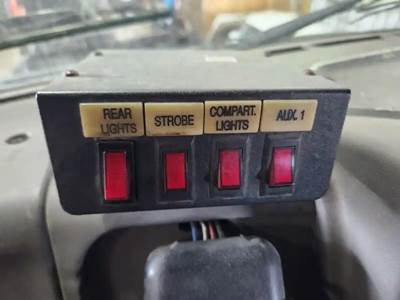 REAR
LIGHTS
STROBE
COMPART.
LIGHTS
AUX. 1